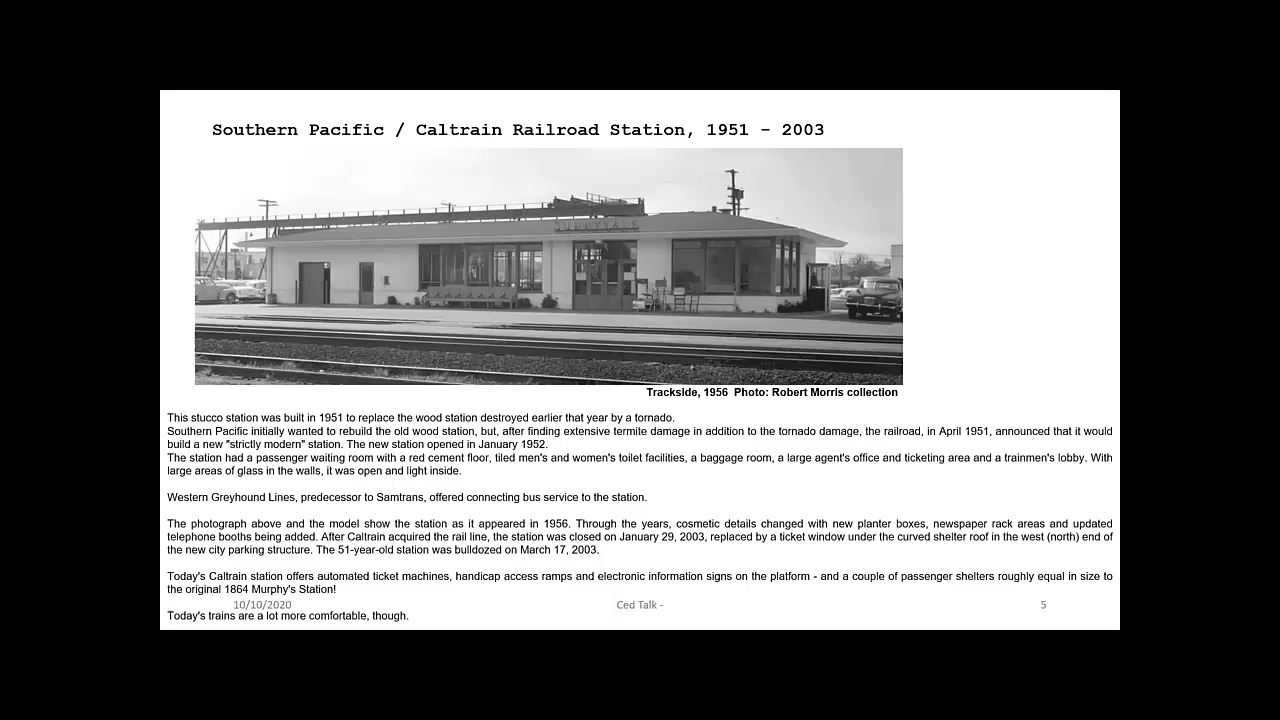 Southern Pacific / Caltrain Railroad Station, 1951 - 2003
SUNNYVALE
Trackside, 1956 Photo: Robert Morris collection
This stucco station was built in 1951 to replace the wood station destroyed earlier that year by a tornado.
Southern Pacific initially wanted to rebuild the old wood station, but, after finding extensive termite damage in addition to the tornado damage, the railroad, in April 1951, announced that it would
build a new "strictly modern" station. The new station opened in January 1952.
The station had a passenger waiting room with a red cement floor, tiled men's and women's toilet facilities, a baggage room, a large agent's office and ticketing area and a trainmen's lobby. With
large areas of glass in the walls, it was open and light inside.
Western Greyhound Lines, predecessor to Samtrans, offered connecting bus service to the station.
The photograph above and the model show the station as it appeared in 1956. Through the years, cosmetic details changed with new planter boxes, newspaper rack areas and updated
telephone booths being added. After Caltrain acquired the rail line, the station was closed on January 29, 2003, replaced by a ticket window under the curved shelter roof in the west (north) end of
the new city parking structure. The 51-year-old station was bulldozed on March 17, 2003.
Today's Caltrain station offers automated ticket machines, handicap access ramps and electronic information signs on the platform - and a couple of passenger shelters roughly equal in size to
the original 1864 Murphy's Station!
10/10/2020 Ced Talk - 5
Today's trains are a lot more comfortable, though.